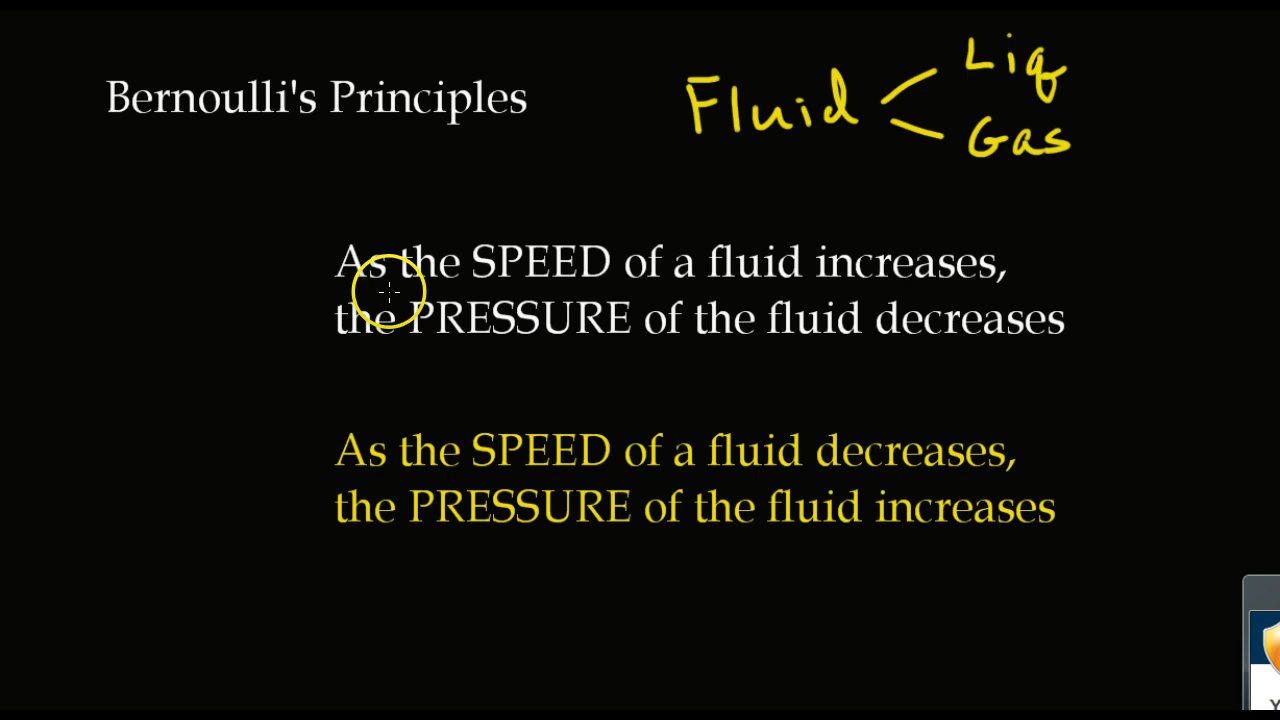 Bernoulli's Principles
Fluid
Liq
Gas
As the SPEED of a fluid increases,
the PRESSURE of the fluid decreases
As the SPEED of a fluid decreases,
the PRESSURE of the fluid increases